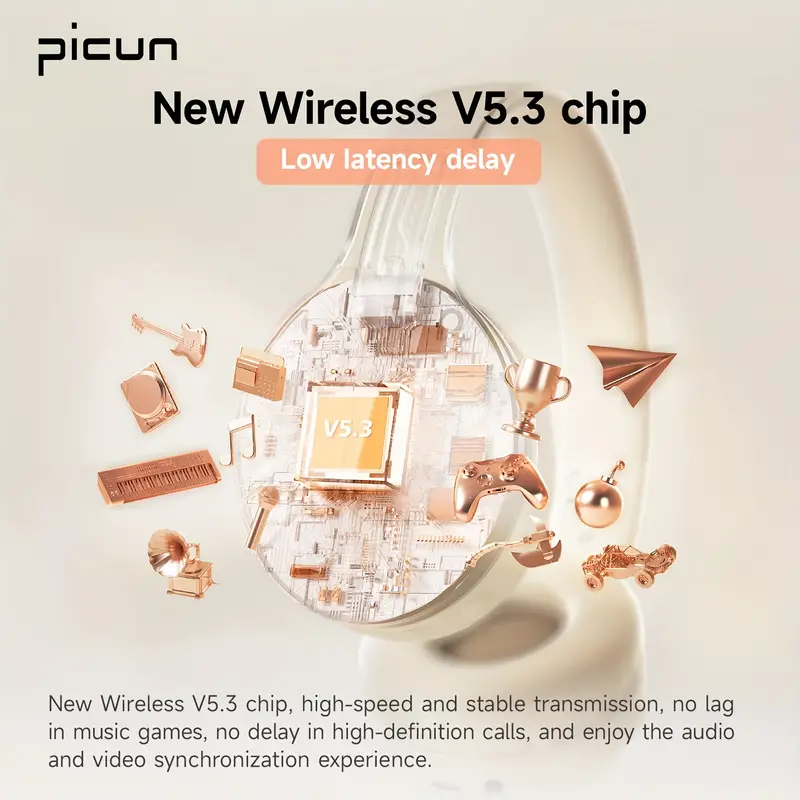 picun
New Wireless V5.3 chip
Low latency delay
V5.3
New Wireless V5.3 chip, high-speed and stable transmission, no lag
in music games, no delay in high-definition calls, and enjoy the audio
and video synchronization experience.